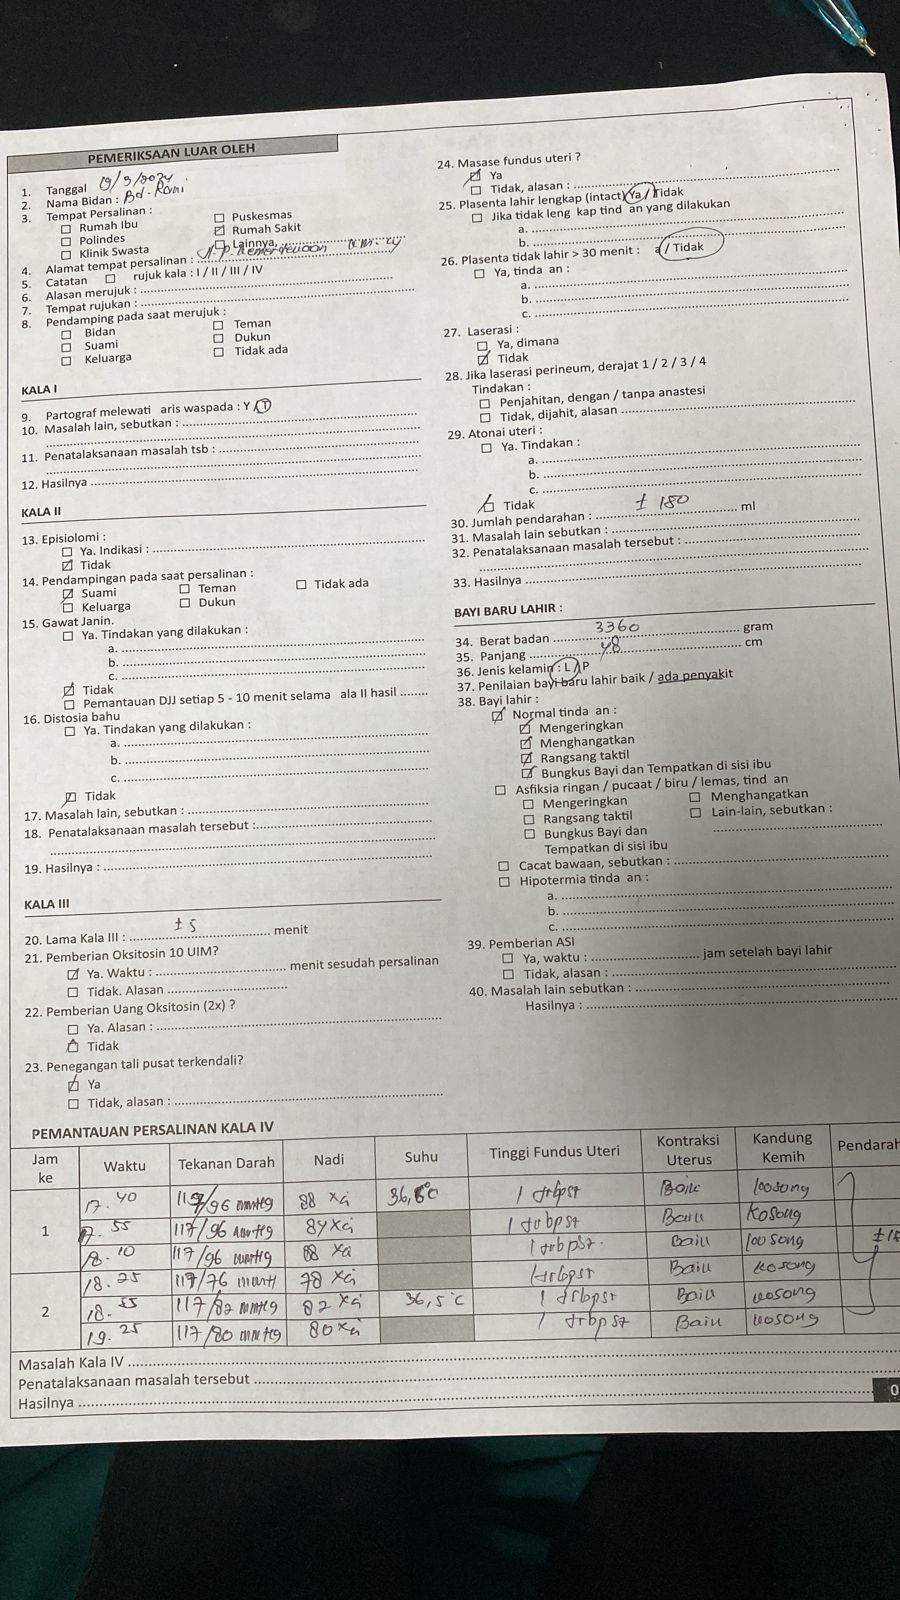 PEMERIKSAAN LUAR OLEH
1. Tanggal 19/9/2024
2. Nama Bidan : Bd. Romi
3. Tempat Persalinan :
☐ Rumah Ibu
☐ Puskesmas
☐ Polindes
☑ Rumah Sakit
☐ Klinik Swasta
☐ Lainnya,
4. Alamat tempat persalinan :
5. Catatan ☐ rujuk kala : I / II / III / IV
6. Alasan merujuk :
7. Tempat rujukan :
8. Pendamping pada saat merujuk :
☐ Bidan
☐ Teman
☐ Suami
☐ Dukun
☐ Keluarga
☐ Tidak ada
KALA I
9. Partograf melewati aris waspada : Y / T
10. Masalah lain, sebutkan :
11. Penatalaksanaan masalah tsb :
12. Hasilnya
KALA II
13. Episiolomi :
☐ Ya. Indikasi :
☑ Tidak
14. Pendampingan pada saat persalinan :
☑ Suami
☐ Teman
☐ Tidak ada
☐ Keluarga
☐ Dukun
15. Gawat Janin.
☐ Ya. Tindakan yang dilakukan :
a.
b.
c.
☑ Tidak
☐ Pemantauan DJJ setiap 5 - 10 menit selama ala II hasil
16. Distosia bahu
☐ Ya. Tindakan yang dilakukan :
a.
b.
c.
☑ Tidak
17. Masalah lain, sebutkan :
18. Penatalaksanaan masalah tersebut :
19. Hasilnya :
KALA III
20. Lama Kala III : ± 5 menit
21. Pemberian Oksitosin 10 UIM?
☑ Ya. Waktu : menit sesudah persalinan
☐ Tidak. Alasan
22. Pemberian Uang Oksitosin (2x) ?
☐ Ya. Alasan :
☑ Tidak
23. Penegangan tali pusat terkendali?
☑ Ya
☐ Tidak, alasan :
24. Masase fundus uteri ?
☑ Ya
☐ Tidak, alasan :
25. Plasenta lahir lengkap (intact) Ya / Tidak
☐ Jika tidak leng kap tind an yang dilakukan
a.
b.
26. Plasenta tidak lahir > 30 menit : a / Tidak
☐ Ya, tinda an :
a.
b.
c.
27. Laserasi :
☐ Ya, dimana
☑ Tidak
28. Jika laserasi perineum, derajat 1 / 2 / 3 / 4
Tindakan :
☐ Penjahitan, dengan / tanpa anastesi
☐ Tidak, dijahit, alasan
29. Atonai uteri :
☐ Ya. Tindakan :
a.
b.
c.
☑ Tidak
30. Jumlah pendarahan : ± 150 ml
31. Masalah lain sebutkan :
32. Penatalaksanaan masalah tersebut :
33. Hasilnya
BAYI BARU LAHIR :
34. Berat badan 3360 gram
35. Panjang 48 cm
36. Jenis kelamin : L / P
37. Penilaian bayi baru lahir baik / ada penyakit
38. Bayi lahir :
☑ Normal tinda an :
☑ Mengeringkan
☑ Menghangatkan
☑ Rangsang taktil
☑ Bungkus Bayi dan Tempatkan di sisi ibu
☐ Asfiksia ringan / pucaat / biru / lemas, tind an
☐ Mengeringkan
☐ Menghangatkan
☐ Rangsang taktil
☐ Lain-lain, sebutkan :
☐ Bungkus Bayi dan
Tempatkan di sisi ibu
☐ Cacat bawaan, sebutkan :
☐ Hipotermia tinda an :
a.
b.
c.
39. Pemberian ASI
☐ Ya, waktu : jam setelah bayi lahir
☐ Tidak, alasan :
40. Masalah lain sebutkan :
Hasilnya :
PEMANTAUAN PERSALINAN KALA IV
Jam ke Waktu Tekanan Darah Nadi Suhu Tinggi Fundus Uteri Kontraksi Uterus Kandung Kemih Pendarah
1 17.40 117/96 mmHg 88 x/i 36,6°c 1 jrbpst Baik kosong
17.55 117/96 mmHg 84 x/i 1 jrbpst Baik Kosong
18.10 117/96 mmHg 88 x/i 1 jrbpst Baik kosong
18.25 117/76 mmH 78 x/i 1 jrbpst Baik kosong
2 18.55 117/82 mmHg 82 x/i 36,5°c 1 jrbpst Baik kosong
19.25 117/80 mmHg 80 x/i 1 jrbpst Baik kosong
Masalah Kala IV
Penatalaksanaan masalah tersebut
Hasilnya
0